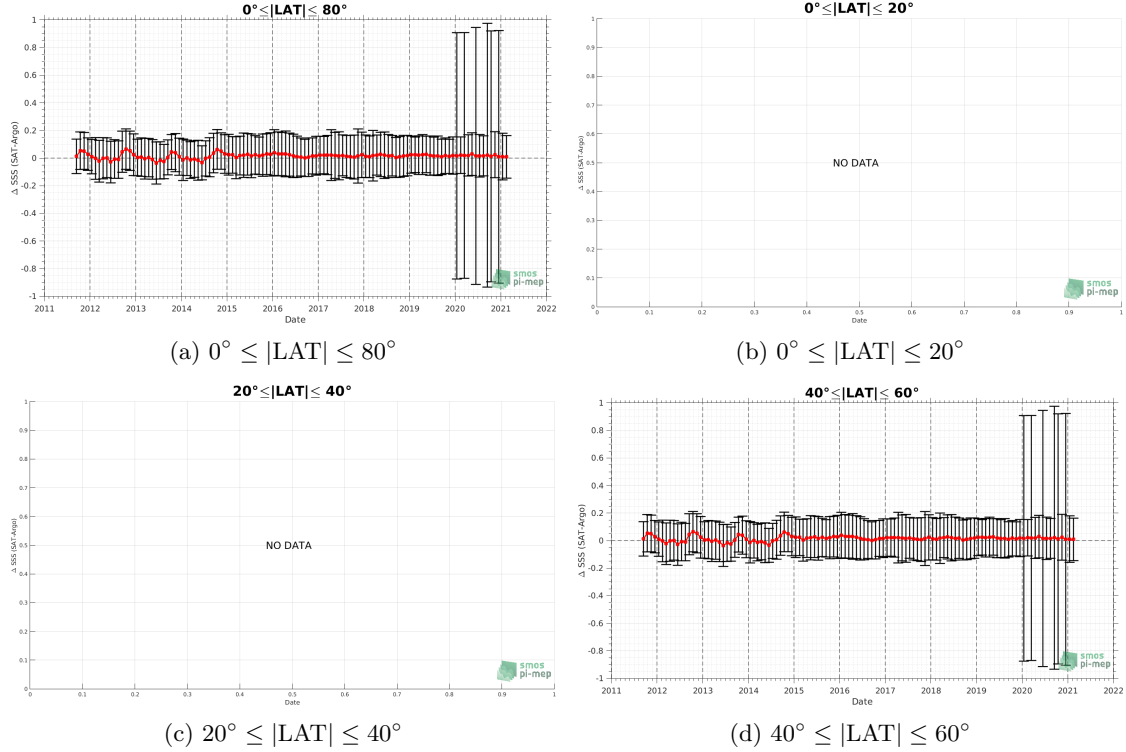 0°≤|LAT|≤ 80°
1
0.8
0.6
0.4
0.2
0
-0.2
-0.4
-0.6
-0.8
-1
Δ SSS (SAT-Argo)
smos
pi-mep
2011 2012 2013 2014 2015 2016 2017 2018 2019 2020 2021 2022
Date
(a) 0° ≤ |LAT| ≤ 80°
0°≤|LAT|≤ 20°
1
0.9
0.8
0.7
0.6
0.5
0.4
0.3
0.2
0.1
0
Δ SSS (SAT-Argo)
NO DATA
smos
pi-mep
0 0.1 0.2 0.3 0.4 0.5 0.6 0.7 0.8 0.9 1
Date
(b) 0° ≤ |LAT| ≤ 20°
20°≤|LAT|≤ 40°
1
0.9
0.8
0.7
0.6
0.5
0.4
0.3
0.2
0.1
0
Δ SSS (SAT-Argo)
NO DATA
smos
pi-mep
0 0.1 0.2 0.3 0.4 0.5 0.6 0.7 0.8 0.9 1
Date
(c) 20° ≤ |LAT| ≤ 40°
40°≤|LAT|≤ 60°
1
0.8
0.6
0.4
0.2
0
-0.2
-0.4
-0.6
-0.8
-1
Δ SSS (SAT-Argo)
smos
pi-mep
2011 2012 2013 2014 2015 2016 2017 2018 2019 2020 2021 2022
Date
(d) 40° ≤ |LAT| ≤ 60°